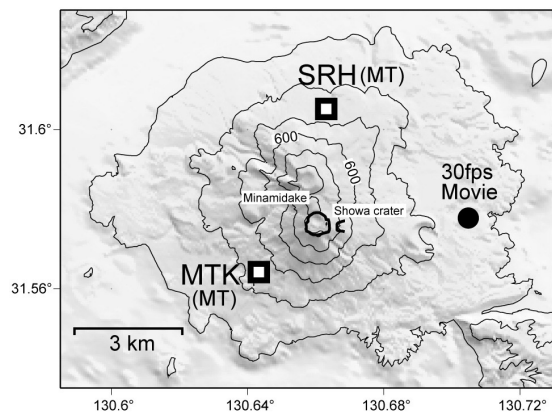 SRH (MT)
31.6°
600
600
30fps
Movie
Minamidake
Showa crater
MTK
(MT)
31.56°
3 km
130.6°
130.64°
130.68°
130.72°